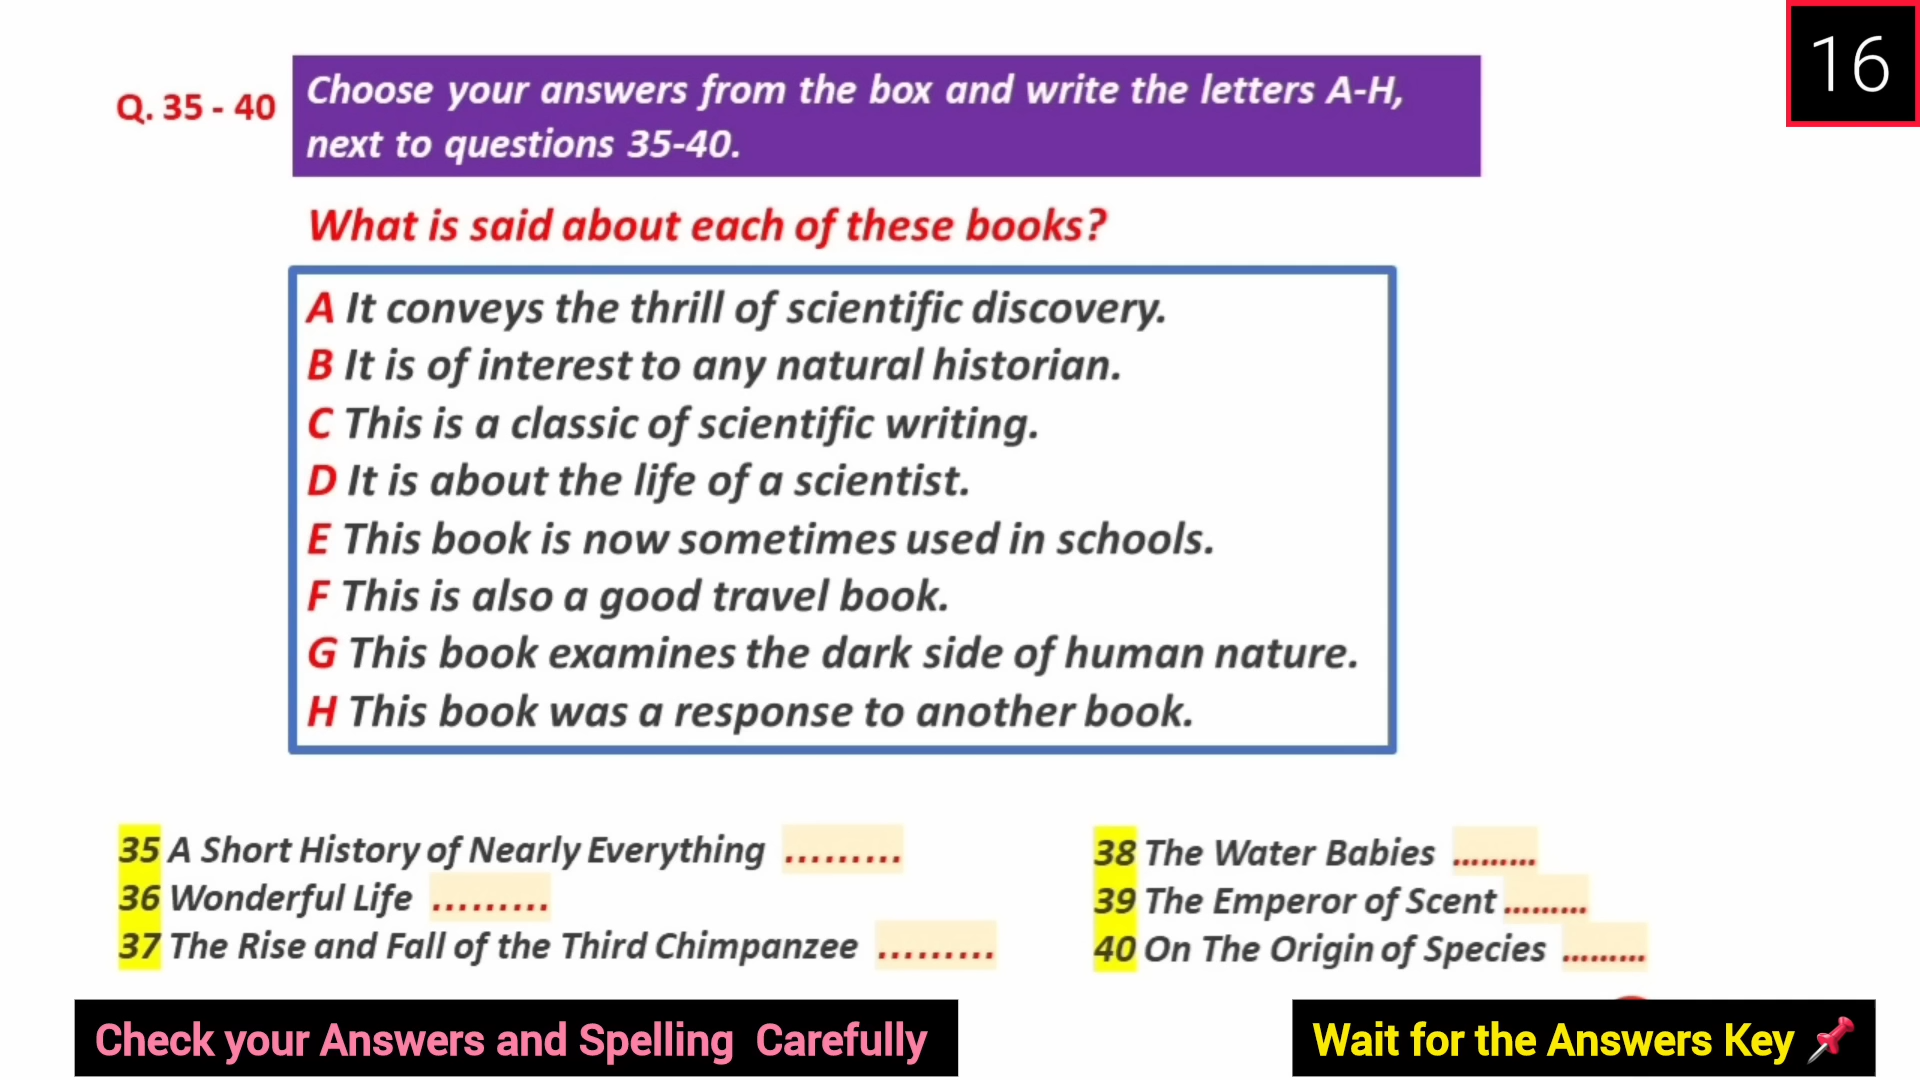 16
Q. 35 - 40
Choose your answers from the box and write the letters A-H,
next to questions 35-40.
What is said about each of these books?
A It conveys the thrill of scientific discovery.
B It is of interest to any natural historian.
C This is a classic of scientific writing.
D It is about the life of a scientist.
E This book is now sometimes used in schools.
F This is also a good travel book.
G This book examines the dark side of human nature.
H This book was a response to another book.
35 A Short History of Nearly Everything .........
36 Wonderful Life .........
37 The Rise and Fall of the Third Chimpanzee .........
38 The Water Babies .........
39 The Emperor of Scent .........
40 On The Origin of Species .........
Check your Answers and Spelling Carefully
Wait for the Answers Key 📌